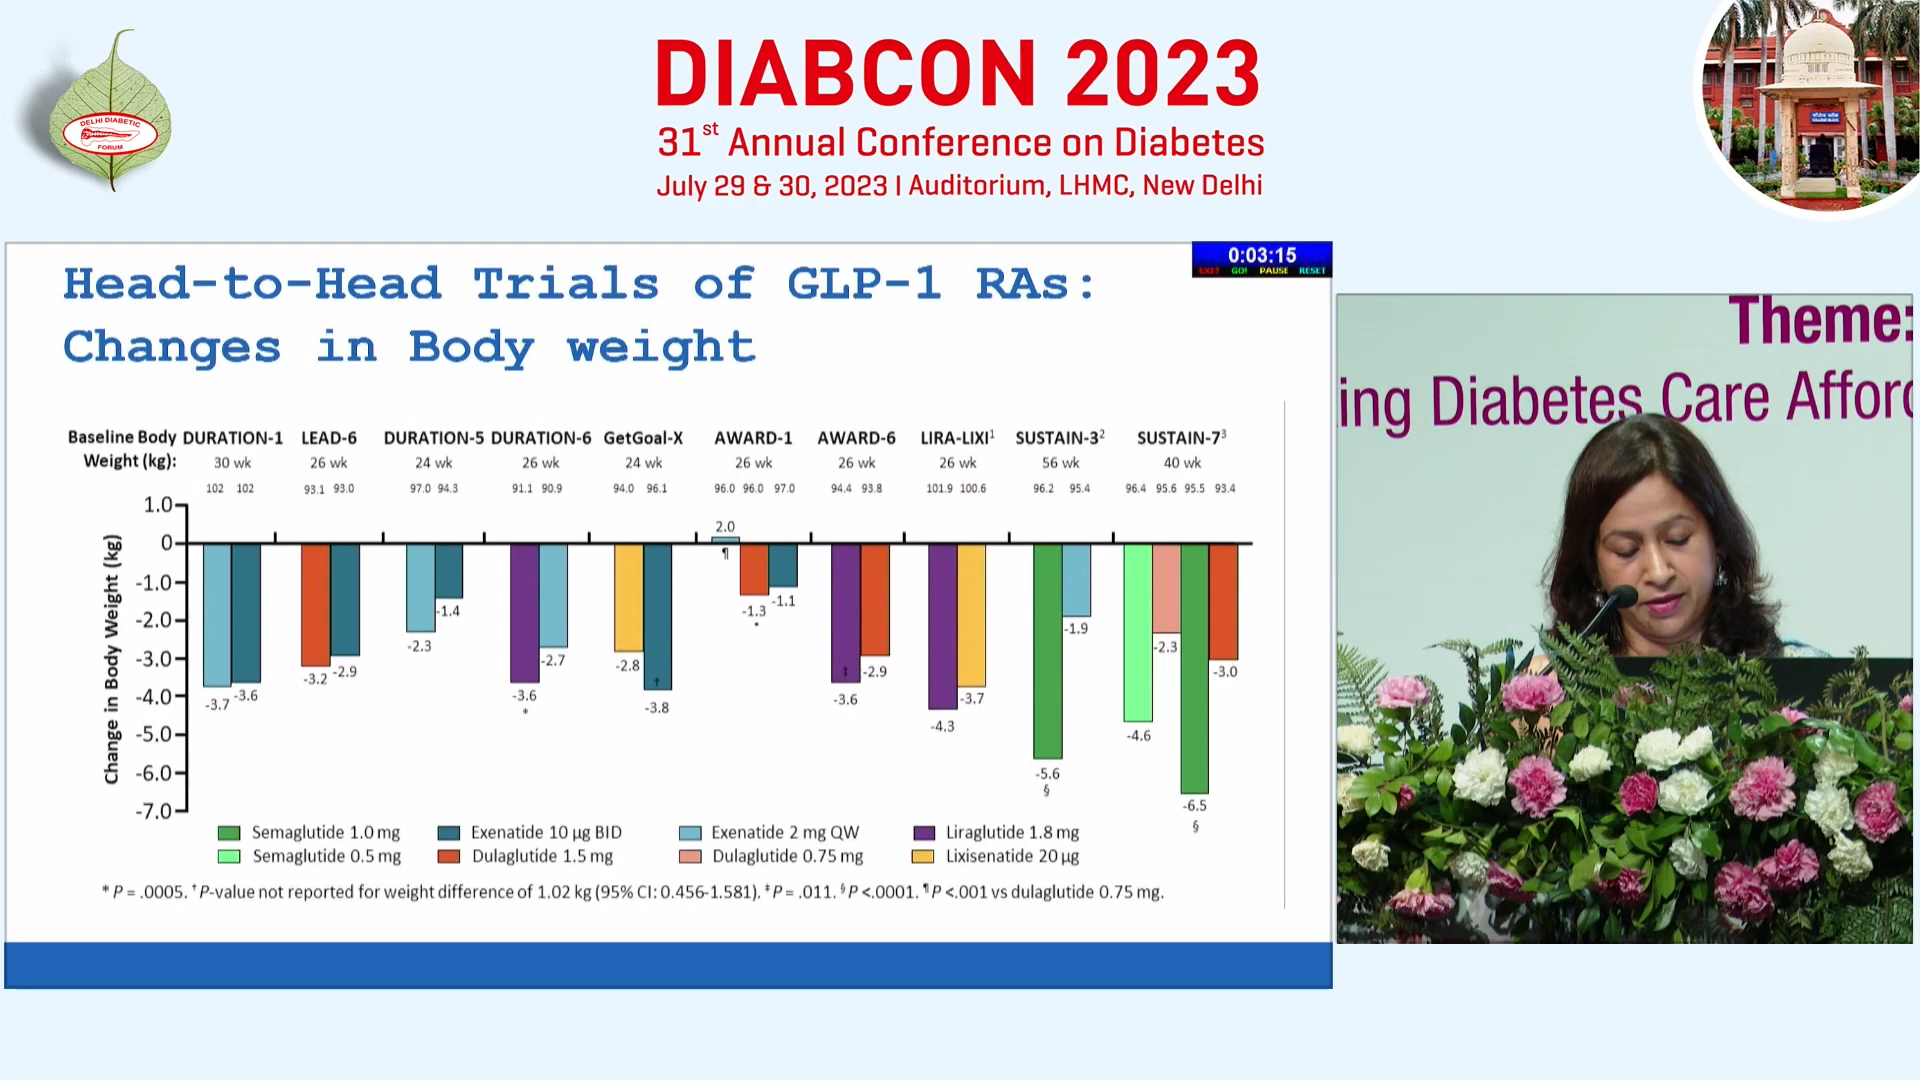 DELHI DIABETIC
FORUM
DIABCON 2023
31st Annual Conference on Diabetes
July 29 & 30, 2023 | Auditorium, LHMC, New Delhi
0:03:15
EXIT GO! PAUSE RESET
Head-to-Head Trials of GLP-1 RAs:
Changes in Body weight
Baseline Body Weight (kg):
DURATION-1 LEAD-6 DURATION-5 DURATION-6 GetGoal-X AWARD-1 AWARD-6 LIRA-LIXI¹ SUSTAIN-3² SUSTAIN-7³
30 wk 26 wk 24 wk 26 wk 24 wk 26 wk 26 wk 26 wk 56 wk 40 wk
102 102 93.1 93.0 97.0 94.3 91.1 90.9 94.0 96.1 96.0 96.0 97.0 94.4 93.8 101.9 100.6 96.2 95.4 96.4 95.6 95.5 93.4
Change in Body Weight (kg)
1.0
0
-1.0
-2.0
-3.0
-4.0
-5.0
-6.0
-7.0
-3.7 -3.6
-3.2 -2.9
-2.3 -1.4
-3.6 -2.7
*
-2.8 -3.8
†
2.0 -1.3 -1.1
¶ *
-3.6 -2.9
‡
-4.3 -3.7
-5.6 -1.9
§
-4.6 -2.3 -6.5 -3.0
§
Semaglutide 1.0 mg Exenatide 10 µg BID Exenatide 2 mg QW Liraglutide 1.8 mg
Semaglutide 0.5 mg Dulaglutide 1.5 mg Dulaglutide 0.75 mg Lixisenatide 20 µg
* P = .0005. † P-value not reported for weight difference of 1.02 kg (95% CI: 0.456-1.581). ‡ P = .011. § P <.0001. ¶ P <.001 vs dulaglutide 0.75 mg.
Theme:
ing Diabetes Care Afford